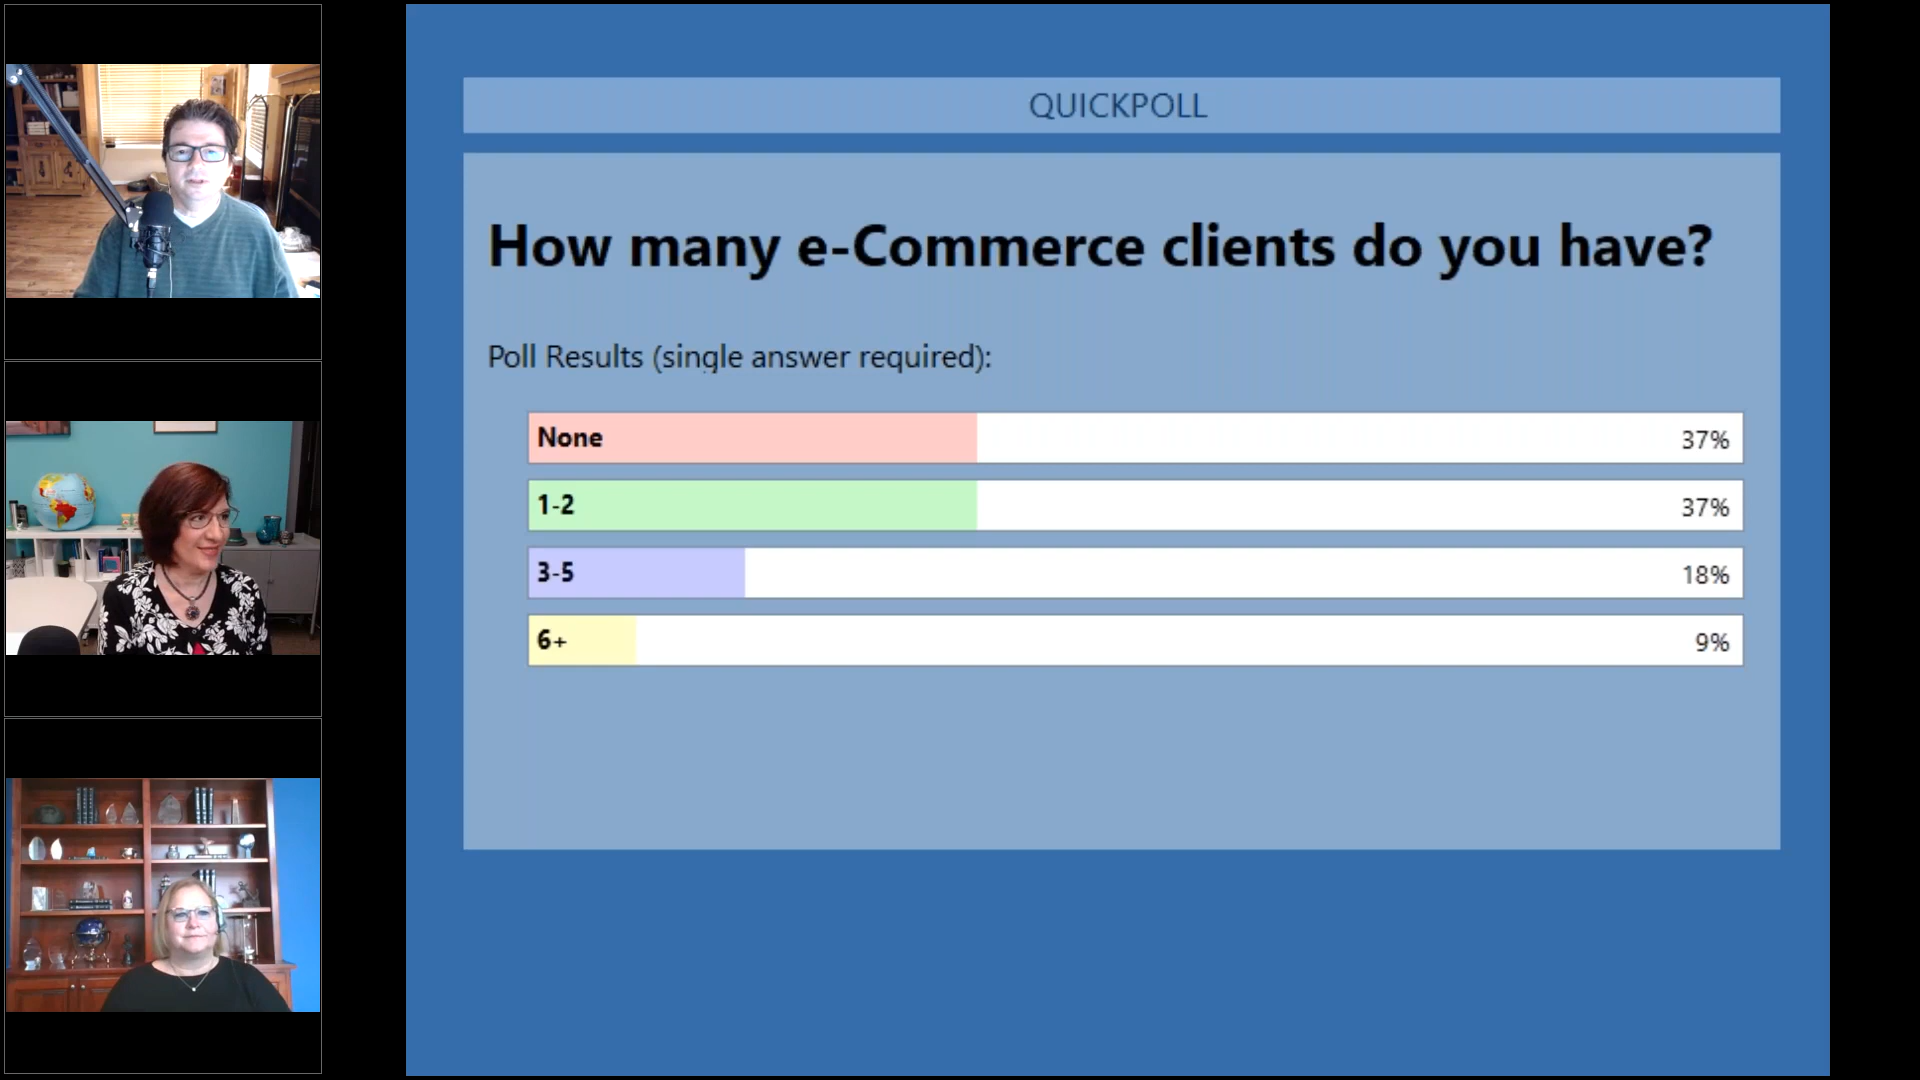 QUICKPOLL
How many e-Commerce clients do you have?
Poll Results (single answer required):
None 37%
1-2 37%
3-5 18%
6+ 9%